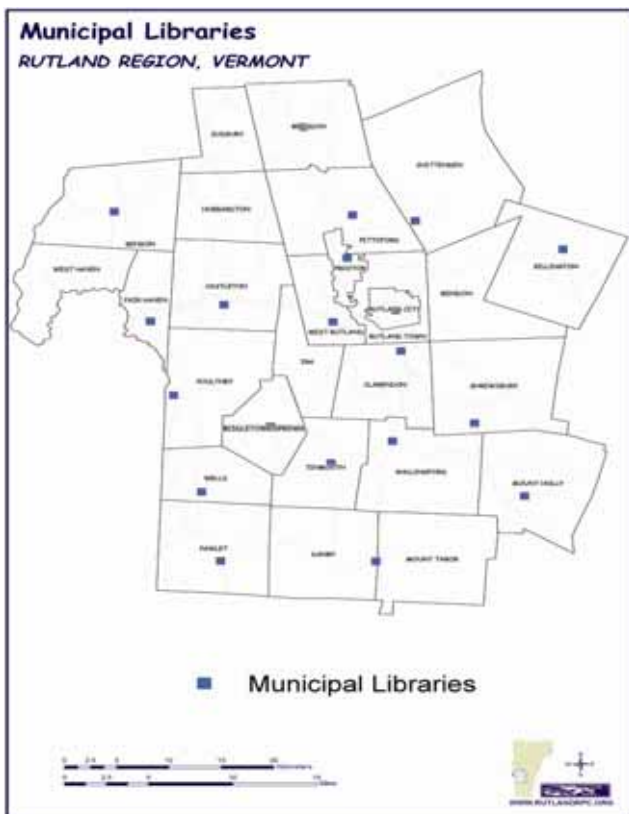 Municipal Libraries
RUTLAND REGION, VERMONT
SUDBURY
BRANDON
CHITTENDEN
HUBBARDTON
PITTSFORD
BENSON
KILLINGTON
WEST HAVEN
CASTLETON
PROCTOR
MENDON
FAIR HAVEN
RUTLAND CITY
WEST RUTLAND
RUTLAND TOWN
IRA
POULTNEY
CLARENDON
SHREWSBURY
MIDDLETOWN SPRINGS
TINMOUTH
WALLINGFORD
WELLS
MOUNT HOLLY
PAWLET
DANBY
MOUNT TABOR
Municipal Libraries
WWW.RUTLANDRPC.ORG